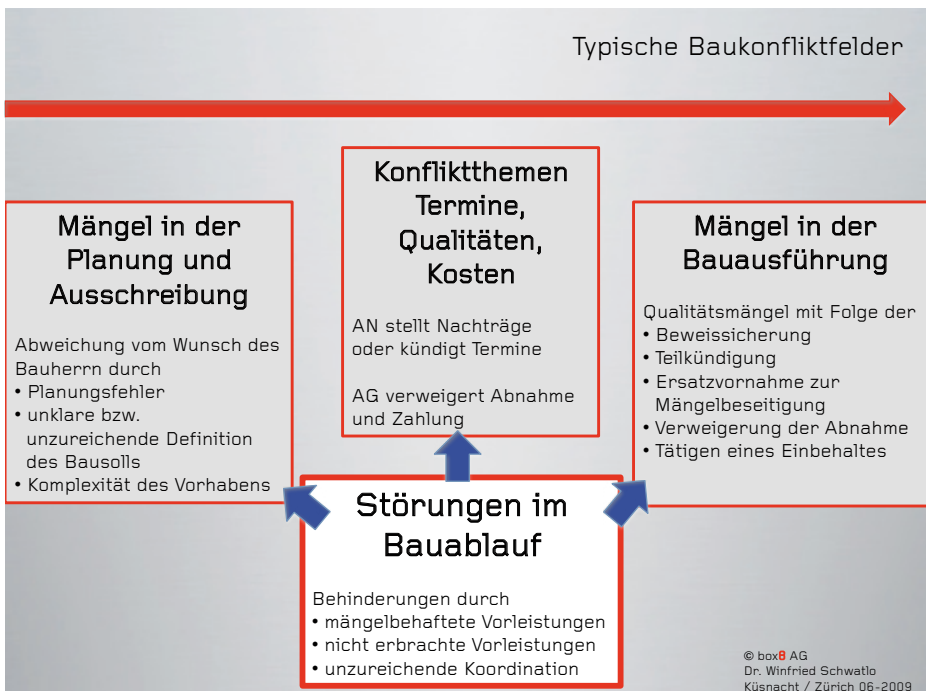 Typische Baukonfliktfelder
Mängel in der
Planung und
Ausschreibung
Abweichung vom Wunsch des
Bauherrn durch
• Planungsfehler
• unklare bzw.
unzureichende Definition
des Bausolls
• Komplexität des Vorhabens
Konfliktthemen
Termine,
Qualitäten,
Kosten
AN stellt Nachträge
oder kündigt Termine
AG verweigert Abnahme
und Zahlung
Mängel in der
Bauausführung
Qualitätsmängel mit Folge der
• Beweissicherung
• Teilkündigung
• Ersatzvornahme zur
Mängelbeseitigung
• Verweigerung der Abnahme
• Tätigen eines Einbehaltes
Störungen im
Bauablauf
Behinderungen durch
• mängelbehaftete Vorleistungen
• nicht erbrachte Vorleistungen
• unzureichende Koordination
© box8 AG
Dr. Winfried Schwatlo
Küsnacht / Zürich 06-2009